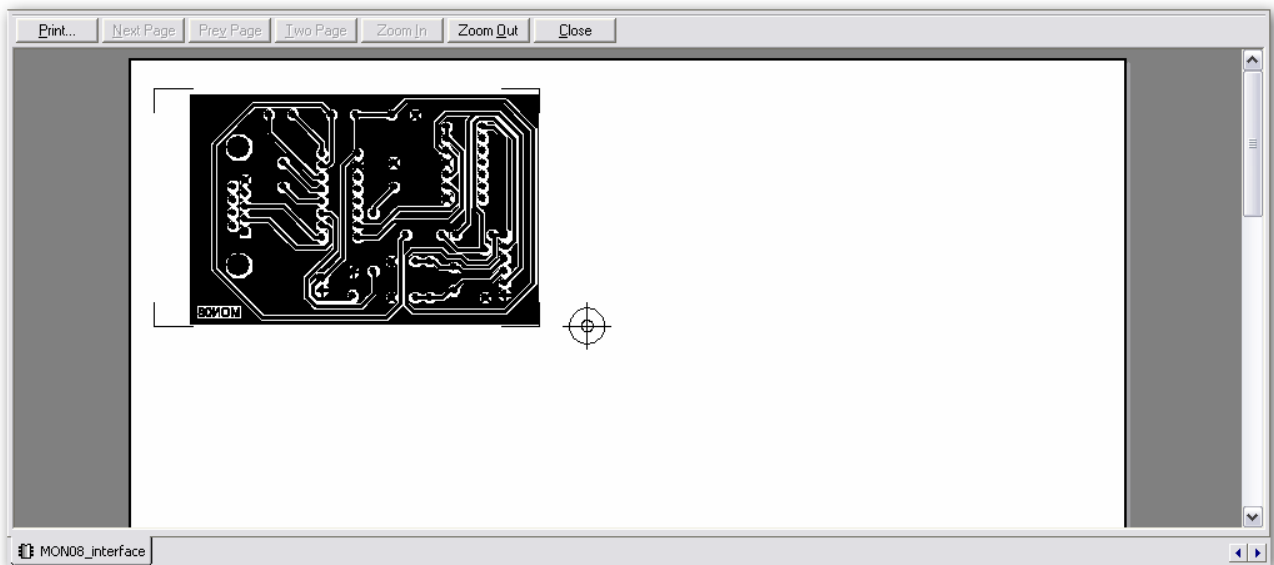 Print... Next Page Prev Page Two Page Zoom In Zoom Out Close
MON08
MON08_interface